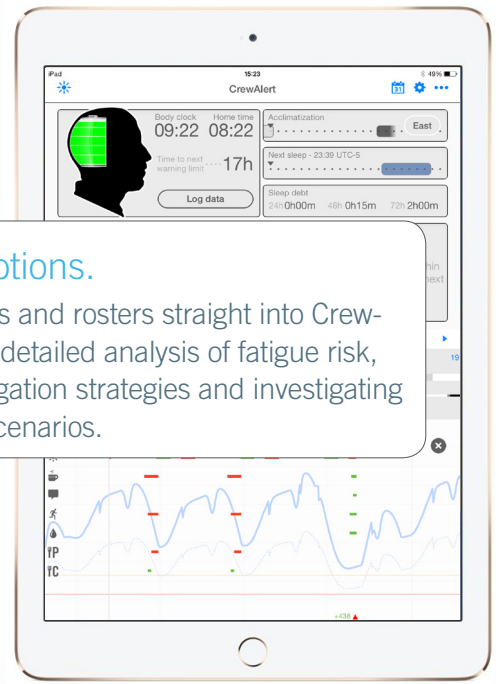 iPad 15:23 49%
CrewAlert
31
Body clock Home time
09:22 08:22
Time to next
warning limit 17h
Log data
Acclimatization
East
Next sleep - 23:39 UTC-5
Sleep debt
24h 0h00m 48h 0h15m 72h 2h00m
next
ptions.
s and rosters straight into Crew-
detailed analysis of fatigue risk,
gation strategies and investigating
cenarios.
19
P
C
+438